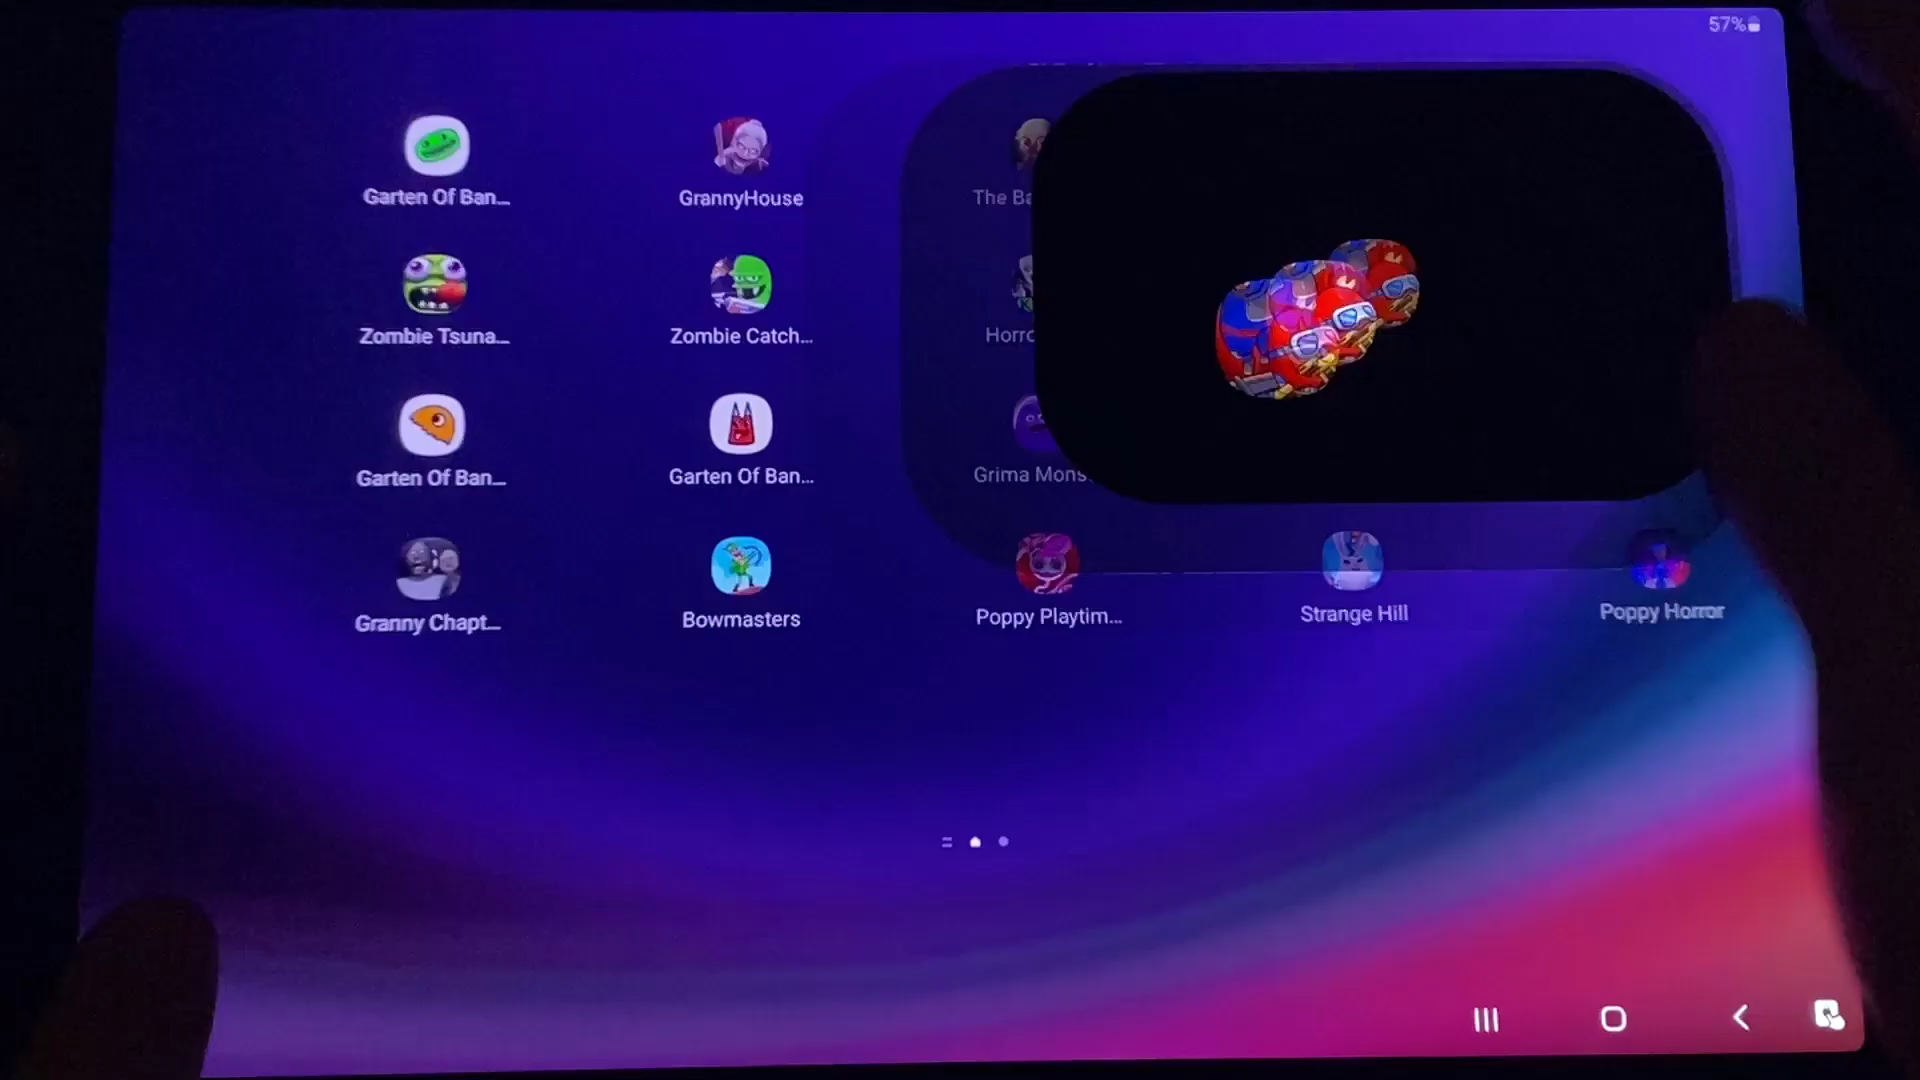 57%
Garten Of Ban...
GrannyHouse
The Ba
Zombie Tsuna...
Zombie Catch...
Horro
Garten Of Ban...
Garten Of Ban...
Grima Mons
Granny Chapt...
Bowmasters
Poppy Playtim...
Strange Hill
Poppy Horror